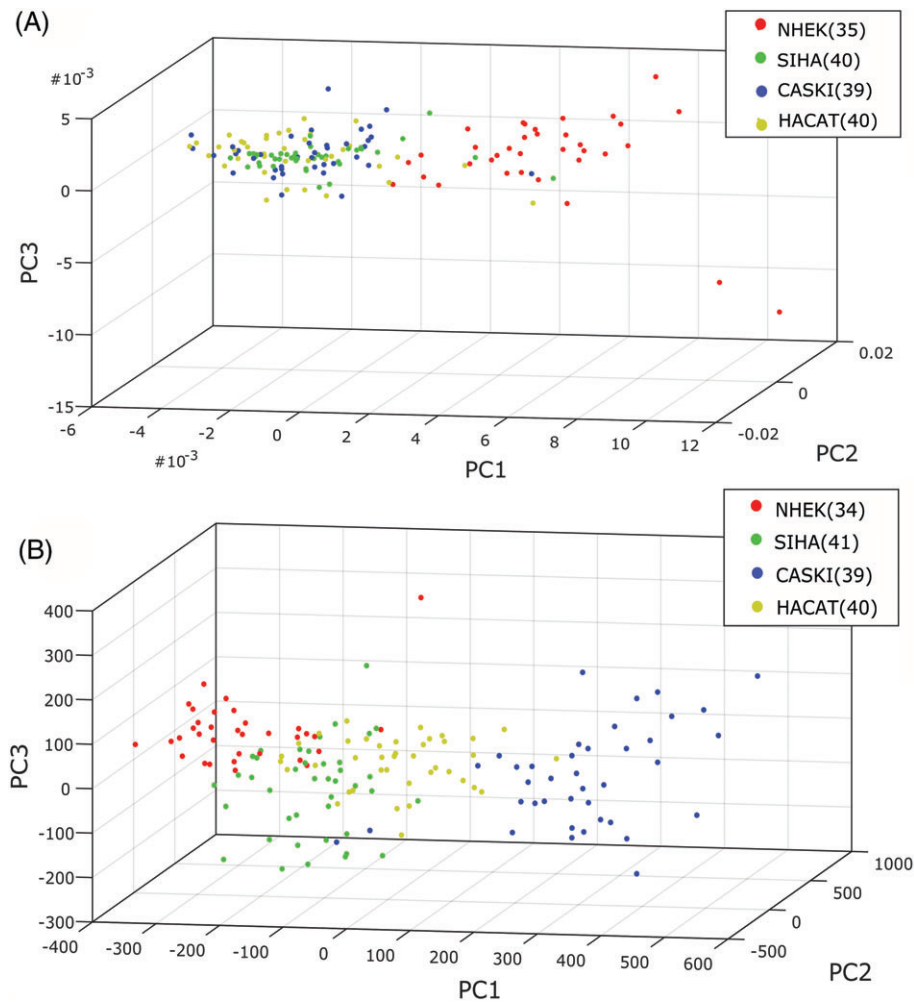 (A)
NHEK(35)
SIHA(40)
CASKI(39)
HACAT(40)
#10^-3
5
0
-5
-10
-15
PC3
-6
-4
-2
0
2
4
6
8
10
12
#10^-3
PC1
-0.02
0
0.02
PC2
(B)
NHEK(34)
SIHA(41)
CASKI(39)
HACAT(40)
400
300
200
100
0
-100
-200
-300
PC3
-400
-300
-200
-100
0
100
200
300
400
500
600
PC1
-500
0
500
1000
PC2